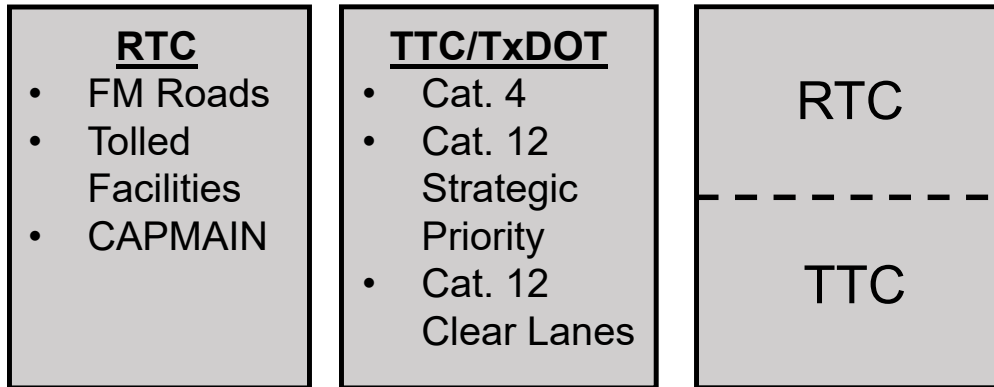 RTC
• FM Roads
• Tolled
Facilities
• CAPMAIN
TTC/TxDOT
• Cat. 4
• Cat. 12
Strategic
Priority
• Cat. 12
Clear Lanes
RTC
TTC